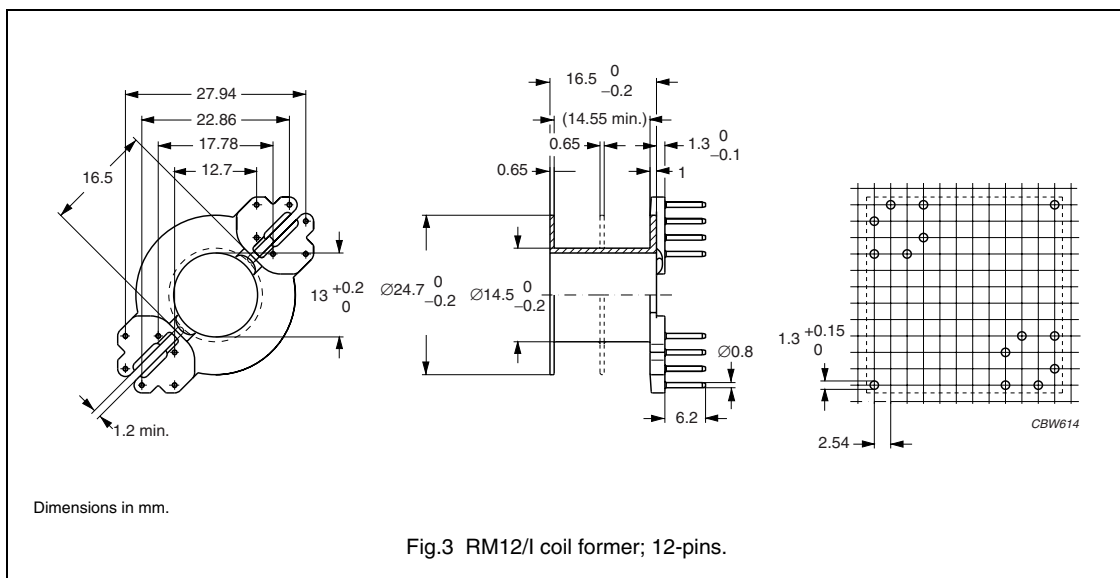 27.94
22.86
17.78
12.7
16.5
13 +0.2 0
1.2 min.
16.5 0 −0.2
(14.55 min.)
0.65
1.3 0 −0.1
0.65
1
∅24.7 0 −0.2
∅14.5 0 −0.2
∅0.8
6.2
1.3 +0.15 0
2.54
CBW614
Dimensions in mm.
Fig.3 RM12/I coil former; 12-pins.